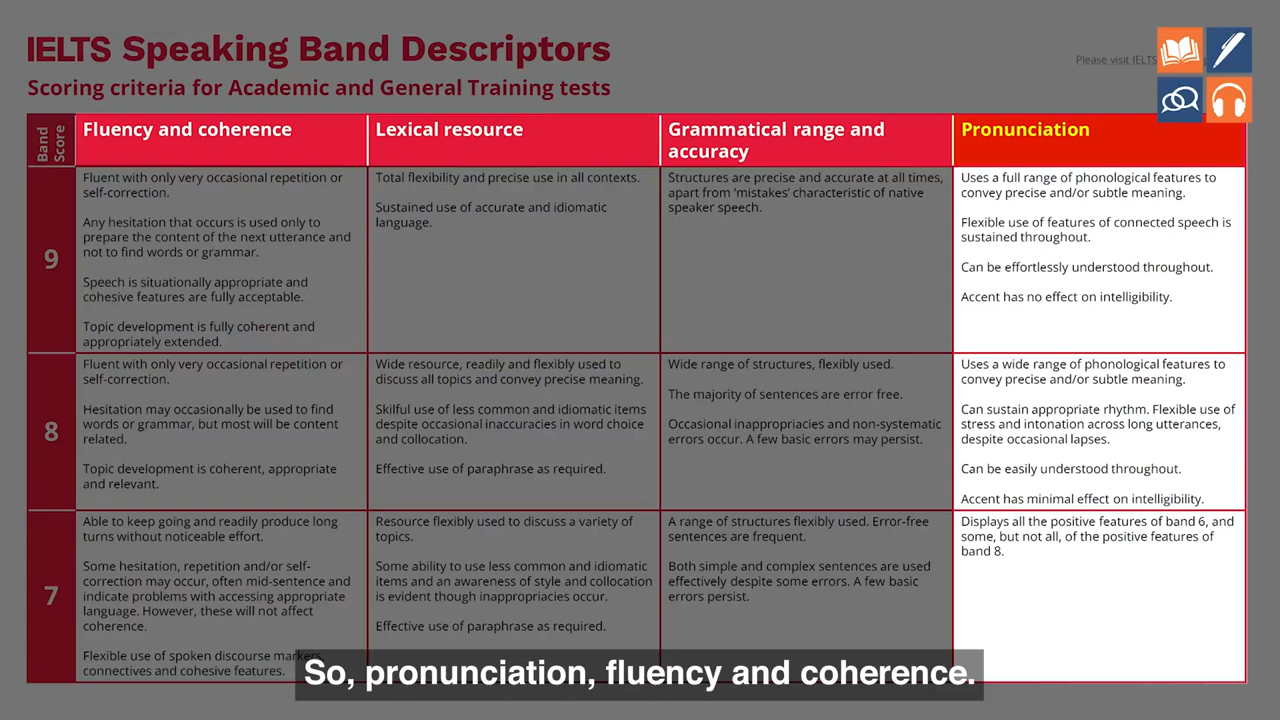 IELTS Speaking Band Descriptors
Please visit IELTS
Scoring criteria for Academic and General Training tests
Band
Score
Fluency and coherence
Lexical resource
Grammatical range and
accuracy
Pronunciation
9
Fluent with only very occasional repetition or
self-correction.
Any hesitation that occurs is used only to
prepare the content of the next utterance and
not to find words or grammar.
Speech is situationally appropriate and
cohesive features are fully acceptable.
Topic development is fully coherent and
appropriately extended.
Total flexibility and precise use in all contexts.
Sustained use of accurate and idiomatic
language.
Structures are precise and accurate at all times,
apart from ‘mistakes’ characteristic of native
speaker speech.
Uses a full range of phonological features to
convey precise and/or subtle meaning.
Flexible use of features of connected speech is
sustained throughout.
Can be effortlessly understood throughout.
Accent has no effect on intelligibility.
8
Fluent with only very occasional repetition or
self-correction.
Hesitation may occasionally be used to find
words or grammar, but most will be content
related.
Topic development is coherent, appropriate
and relevant.
Wide resource, readily and flexibly used to
discuss all topics and convey precise meaning.
Skilful use of less common and idiomatic items
despite occasional inaccuracies in word choice
and collocation.
Effective use of paraphrase as required.
Wide range of structures, flexibly used.
The majority of sentences are error free.
Occasional inappropriacies and non-systematic
errors occur. A few basic errors may persist.
Uses a wide range of phonological features to
convey precise and/or subtle meaning.
Can sustain appropriate rhythm. Flexible use of
stress and intonation across long utterances,
despite occasional lapses.
Can be easily understood throughout.
Accent has minimal effect on intelligibility.
7
Able to keep going and readily produce long
turns without noticeable effort.
Some hesitation, repetition and/or self-
correction may occur, often mid-sentence and
indicate problems with accessing appropriate
language. However, these will not affect
coherence.
Flexible use of spoken discourse markers,
connectives and cohesive features.
Resource flexibly used to discuss a variety of
topics.
Some ability to use less common and idiomatic
items and an awareness of style and collocation
is evident though inappropriacies occur.
Effective use of paraphrase as required.
A range of structures flexibly used. Error-free
sentences are frequent.
Both simple and complex sentences are used
effectively despite some errors. A few basic
errors persist.
Displays all the positive features of band 6, and
some, but not all, of the positive features of
band 8.
So, pronunciation, fluency and coherence.